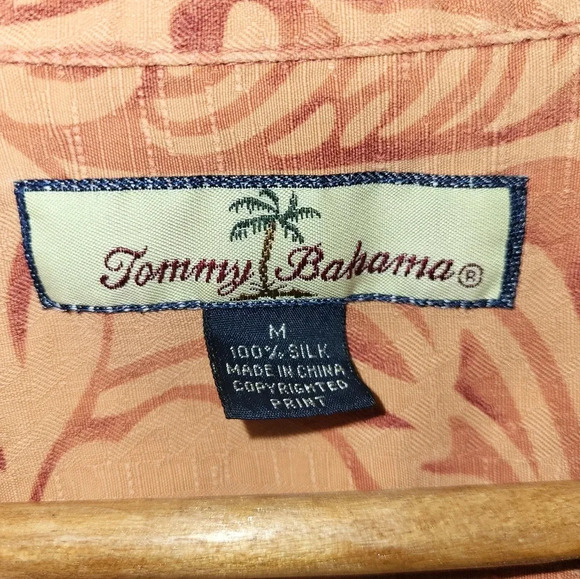 Tommy Bahama®
M
100% SILK
MADE IN CHINA
COPYRIGHTED
PRINT